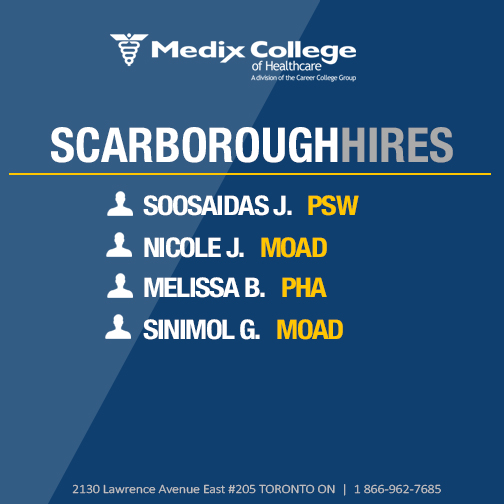 Medix College
of Healthcare
A division of the Career College Group
SCARBOROUGHHIRES
SOOSAIDAS J. PSW
NICOLE J. MOAD
MELISSA B. PHA
SINIMOL G. MOAD
2130 Lawrence Avenue East #205 TORONTO ON | 1 866-962-7685